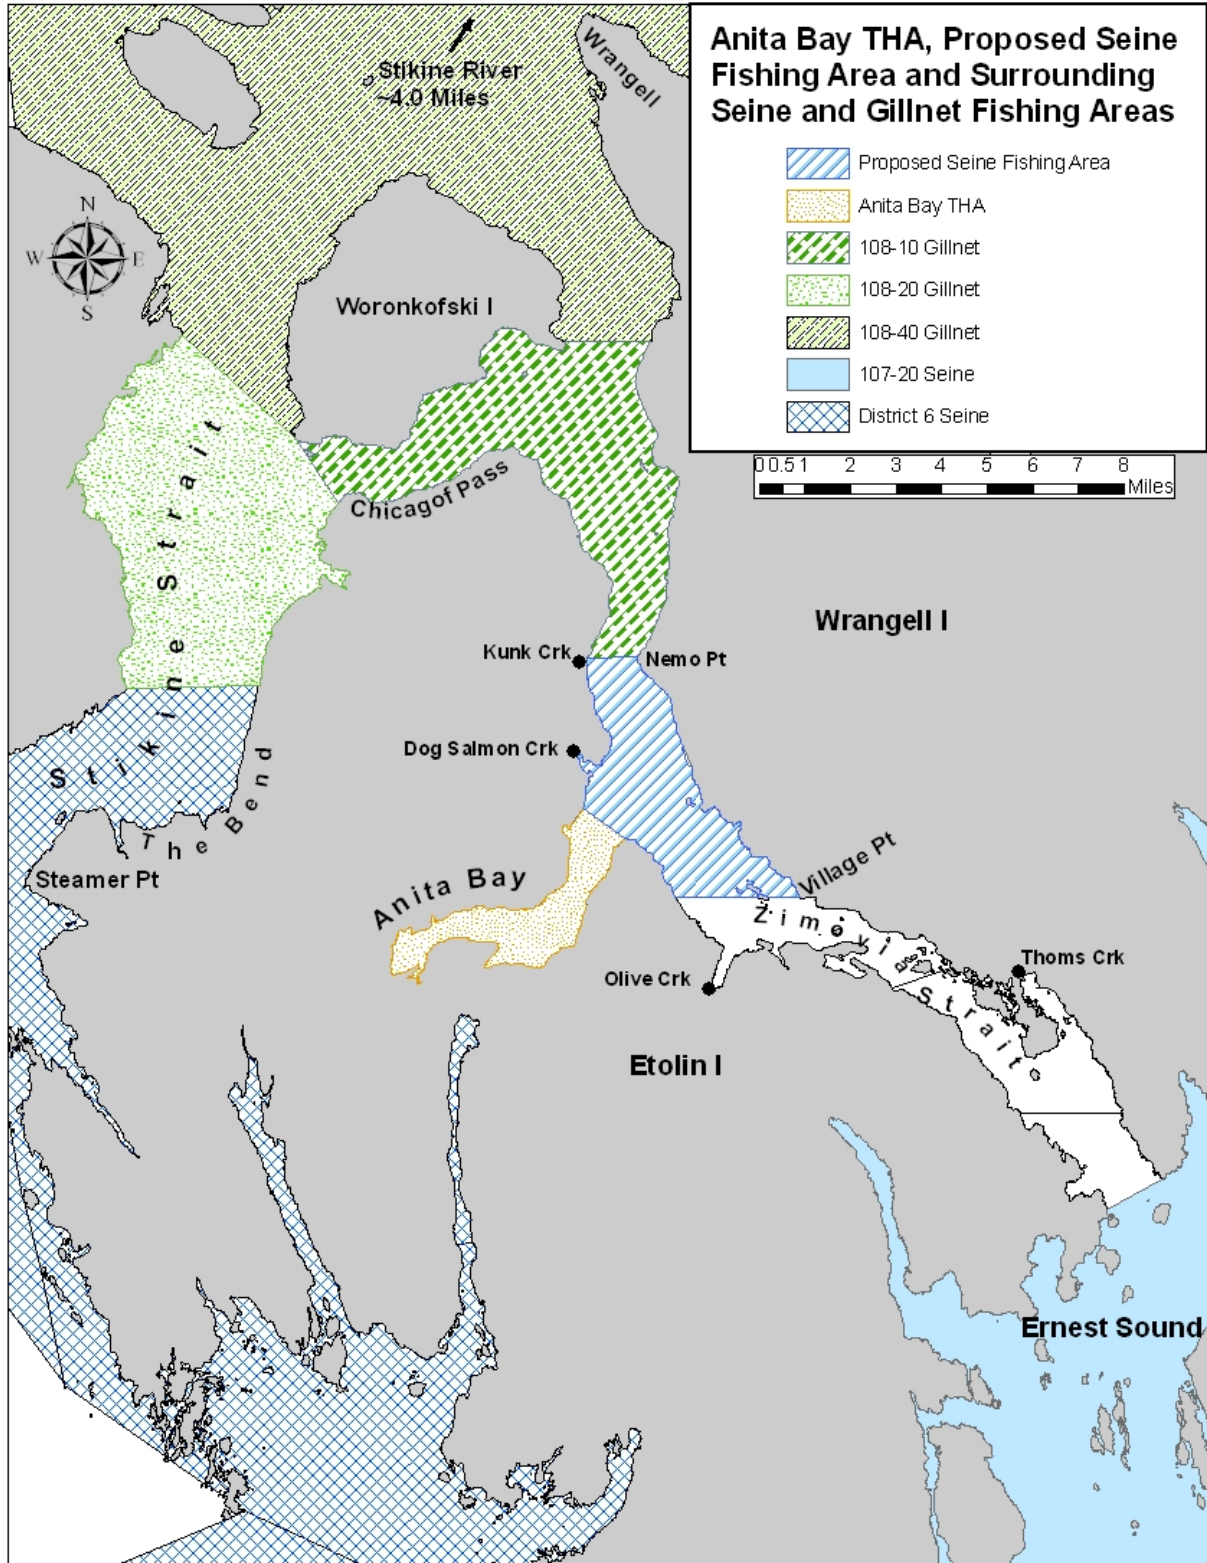 Anita Bay THA, Proposed Seine
Fishing Area and Surrounding
Seine and Gillnet Fishing Areas
Proposed Seine Fishing Area
Anita Bay THA
108-10 Gillnet
108-20 Gillnet
108-40 Gillnet
107-20 Seine
District 6 Seine
0 0.5 1 2 3 4 5 6 7 8
Miles
Stikine River
~4.0 Miles
Wrangell
N
W E
S
Woronkofski I
Stikine Strait
Chicagof Pass
Wrangell I
Kunk Crk
Nemo Pt
Dog Salmon Crk
The Bend
Steamer Pt
Anita Bay
Village Pt
Zimovia Strait
Olive Crk
Thoms Crk
Etolin I
Ernest Sound